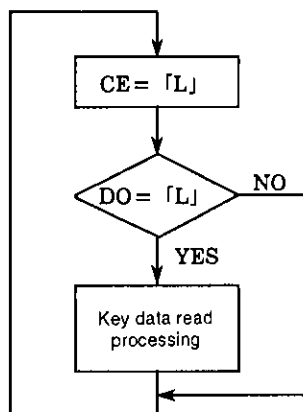 CE = 「L」
DO = 「L」
NO
YES
Key data read
processing